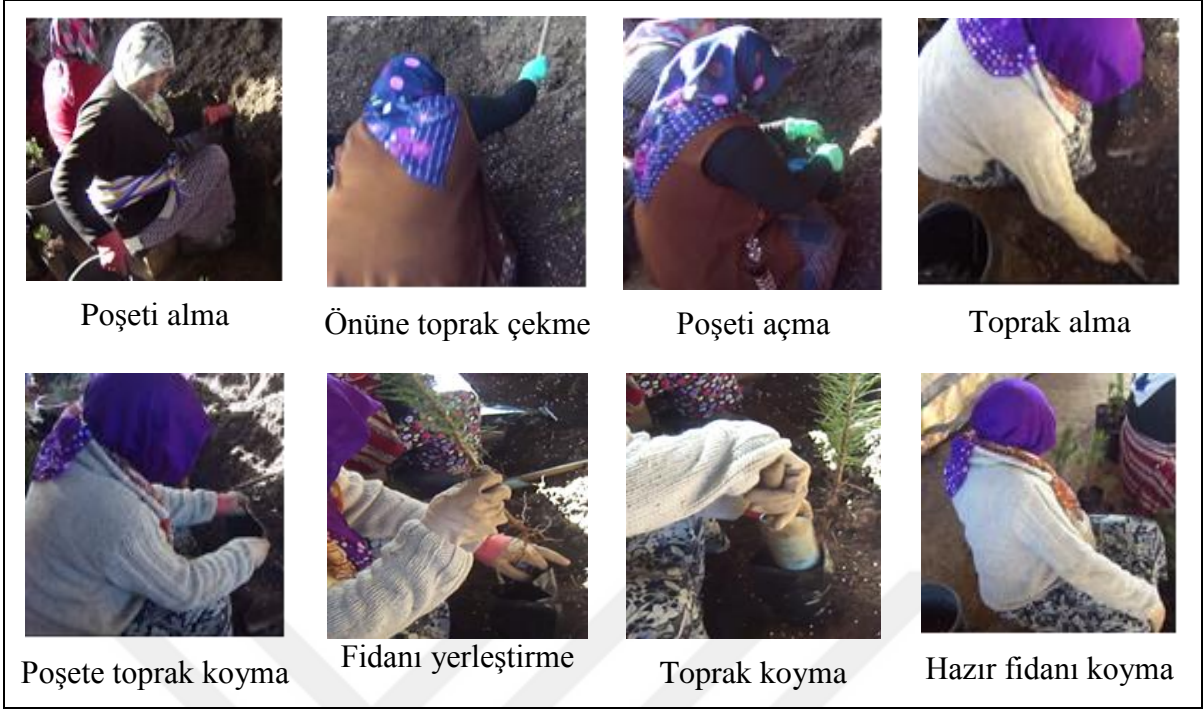 Poşeti alma
Önüne toprak çekme
Poşeti açma
Toprak alma
Poşete toprak koyma
Fidanı yerleştirme
Toprak koyma
Hazır fidanı koyma